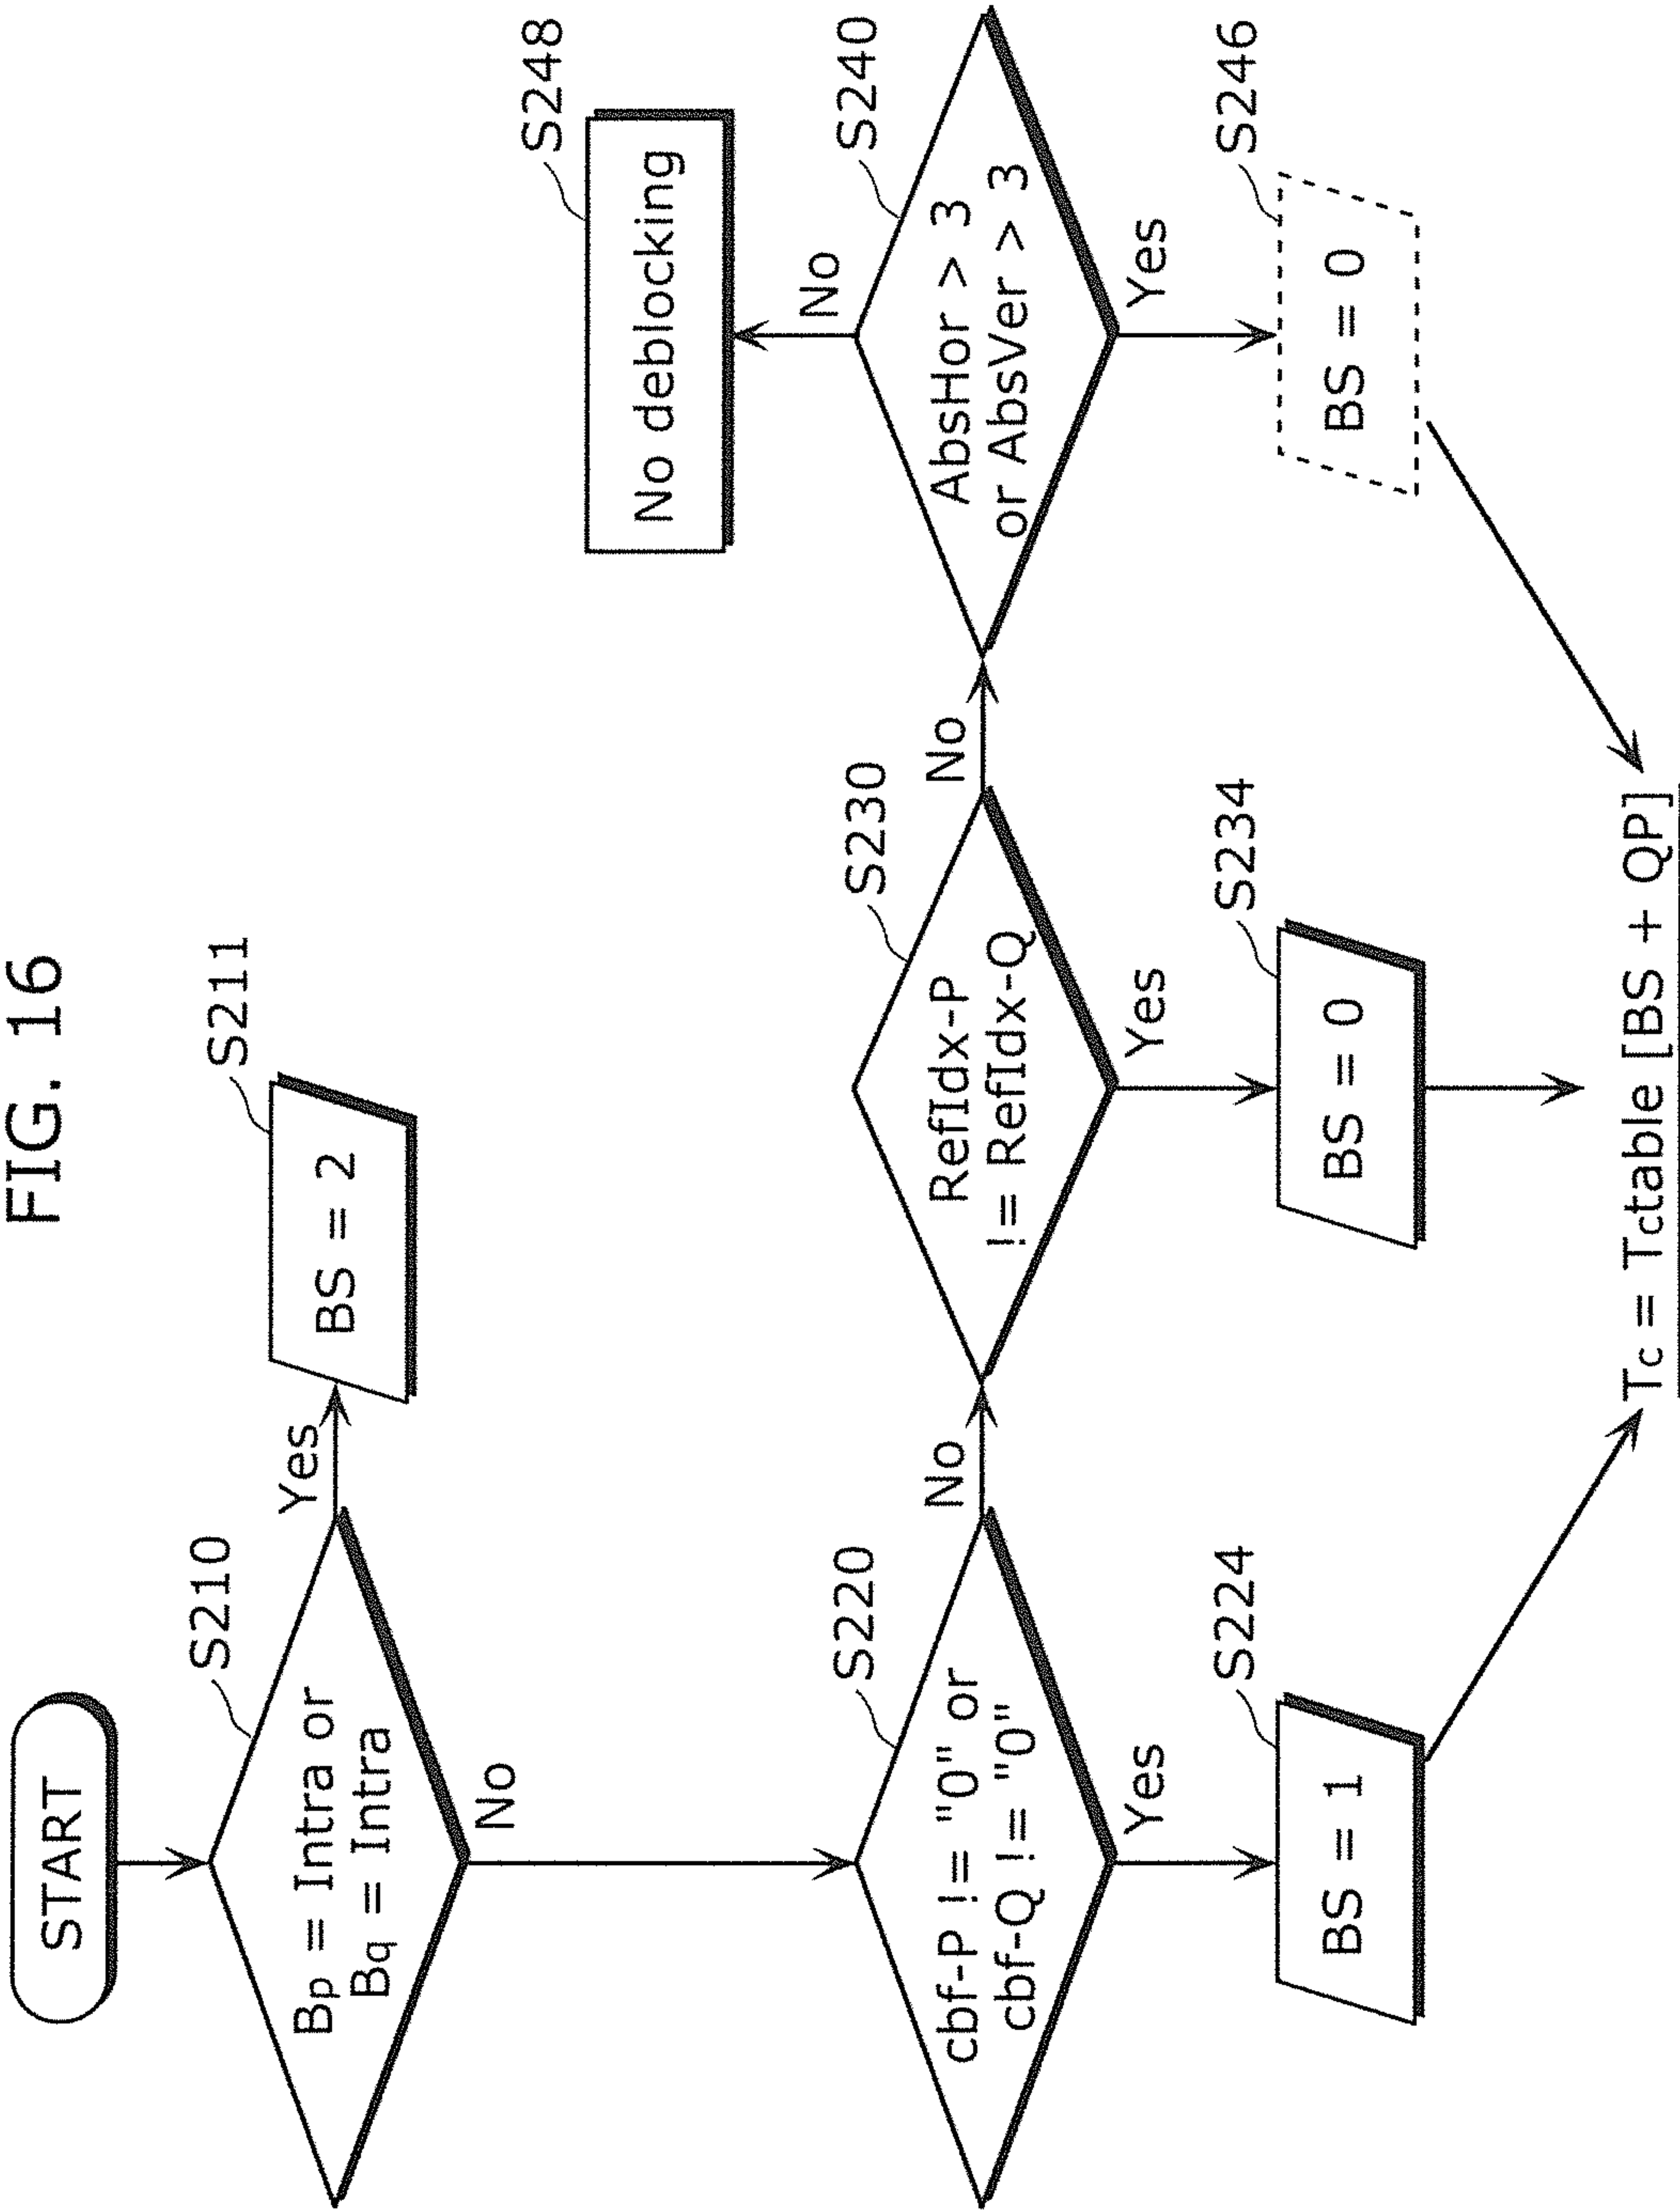 FIG. 16
START
S210
Bp = Intra or
Bq = Intra
Yes
S211
BS = 2
No
S220
cbf-P != "0" or
cbf-Q != "0"
No
S230
RefIdx-P
!= RefIdx-Q
No
S240
AbsHor > 3
or AbsVer > 3
No
S248
No deblocking
Yes
S224
BS = 1
Yes
S234
BS = 0
Yes
S246
BS = 0
Tc = Tctable [BS + QP]